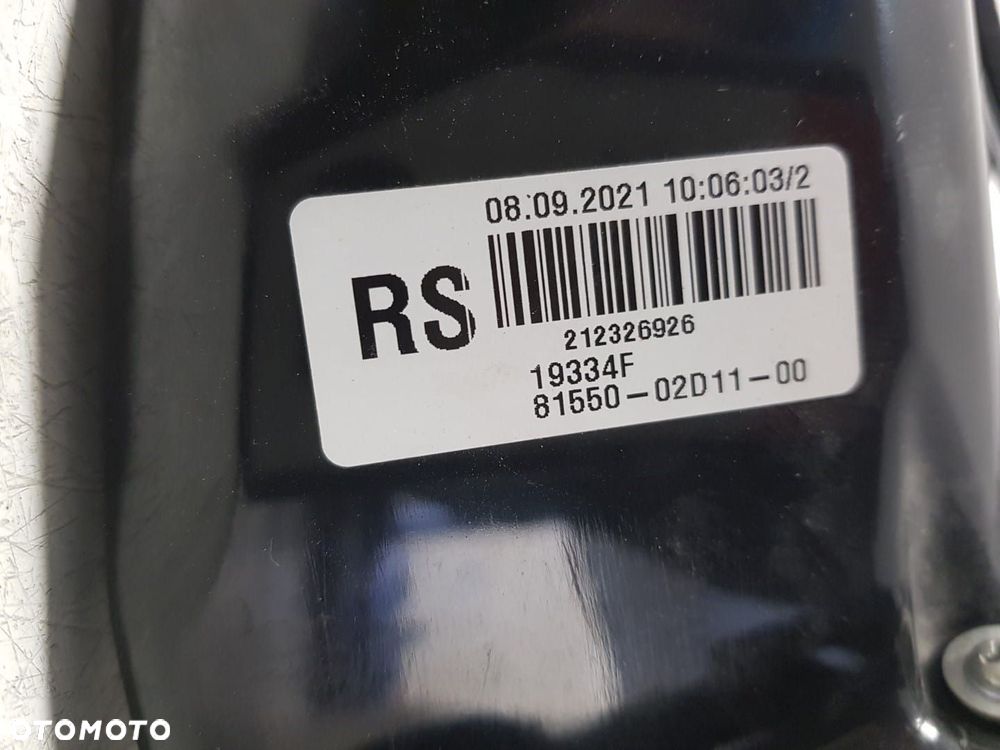 08.09.2021 10:06:03/2
RS
212326926
19334F
81550-02D11-00
OTOMOTO